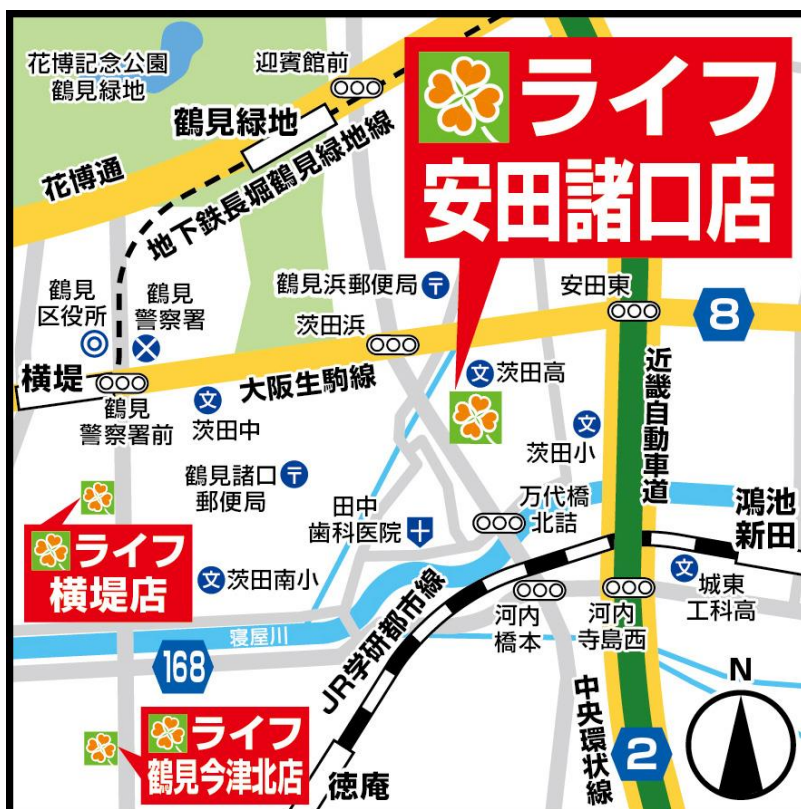 花博記念公園
鶴見緑地
迎賓館前
鶴見緑地
花博通
地下鉄長堀鶴見緑地線
ライフ
安田諸口店
鶴見
区役所
鶴見
警察署
鶴見浜郵便局
茨田浜
安田東
8
横堤
鶴見
警察署前
大阪生駒線
文
茨田高
近畿自動車道
文
茨田中
文
茨田小
鶴見諸口
郵便局
田中
歯科医院
万代橋
北詰
鴻池
新田
ライフ
横堤店
文
茨田南小
文
城東
工科高
寝屋川
JR学研都市線
河内
橋本
河内
寺島西
168
中央環状線
2
N
ライフ
鶴見今津北店
徳庵